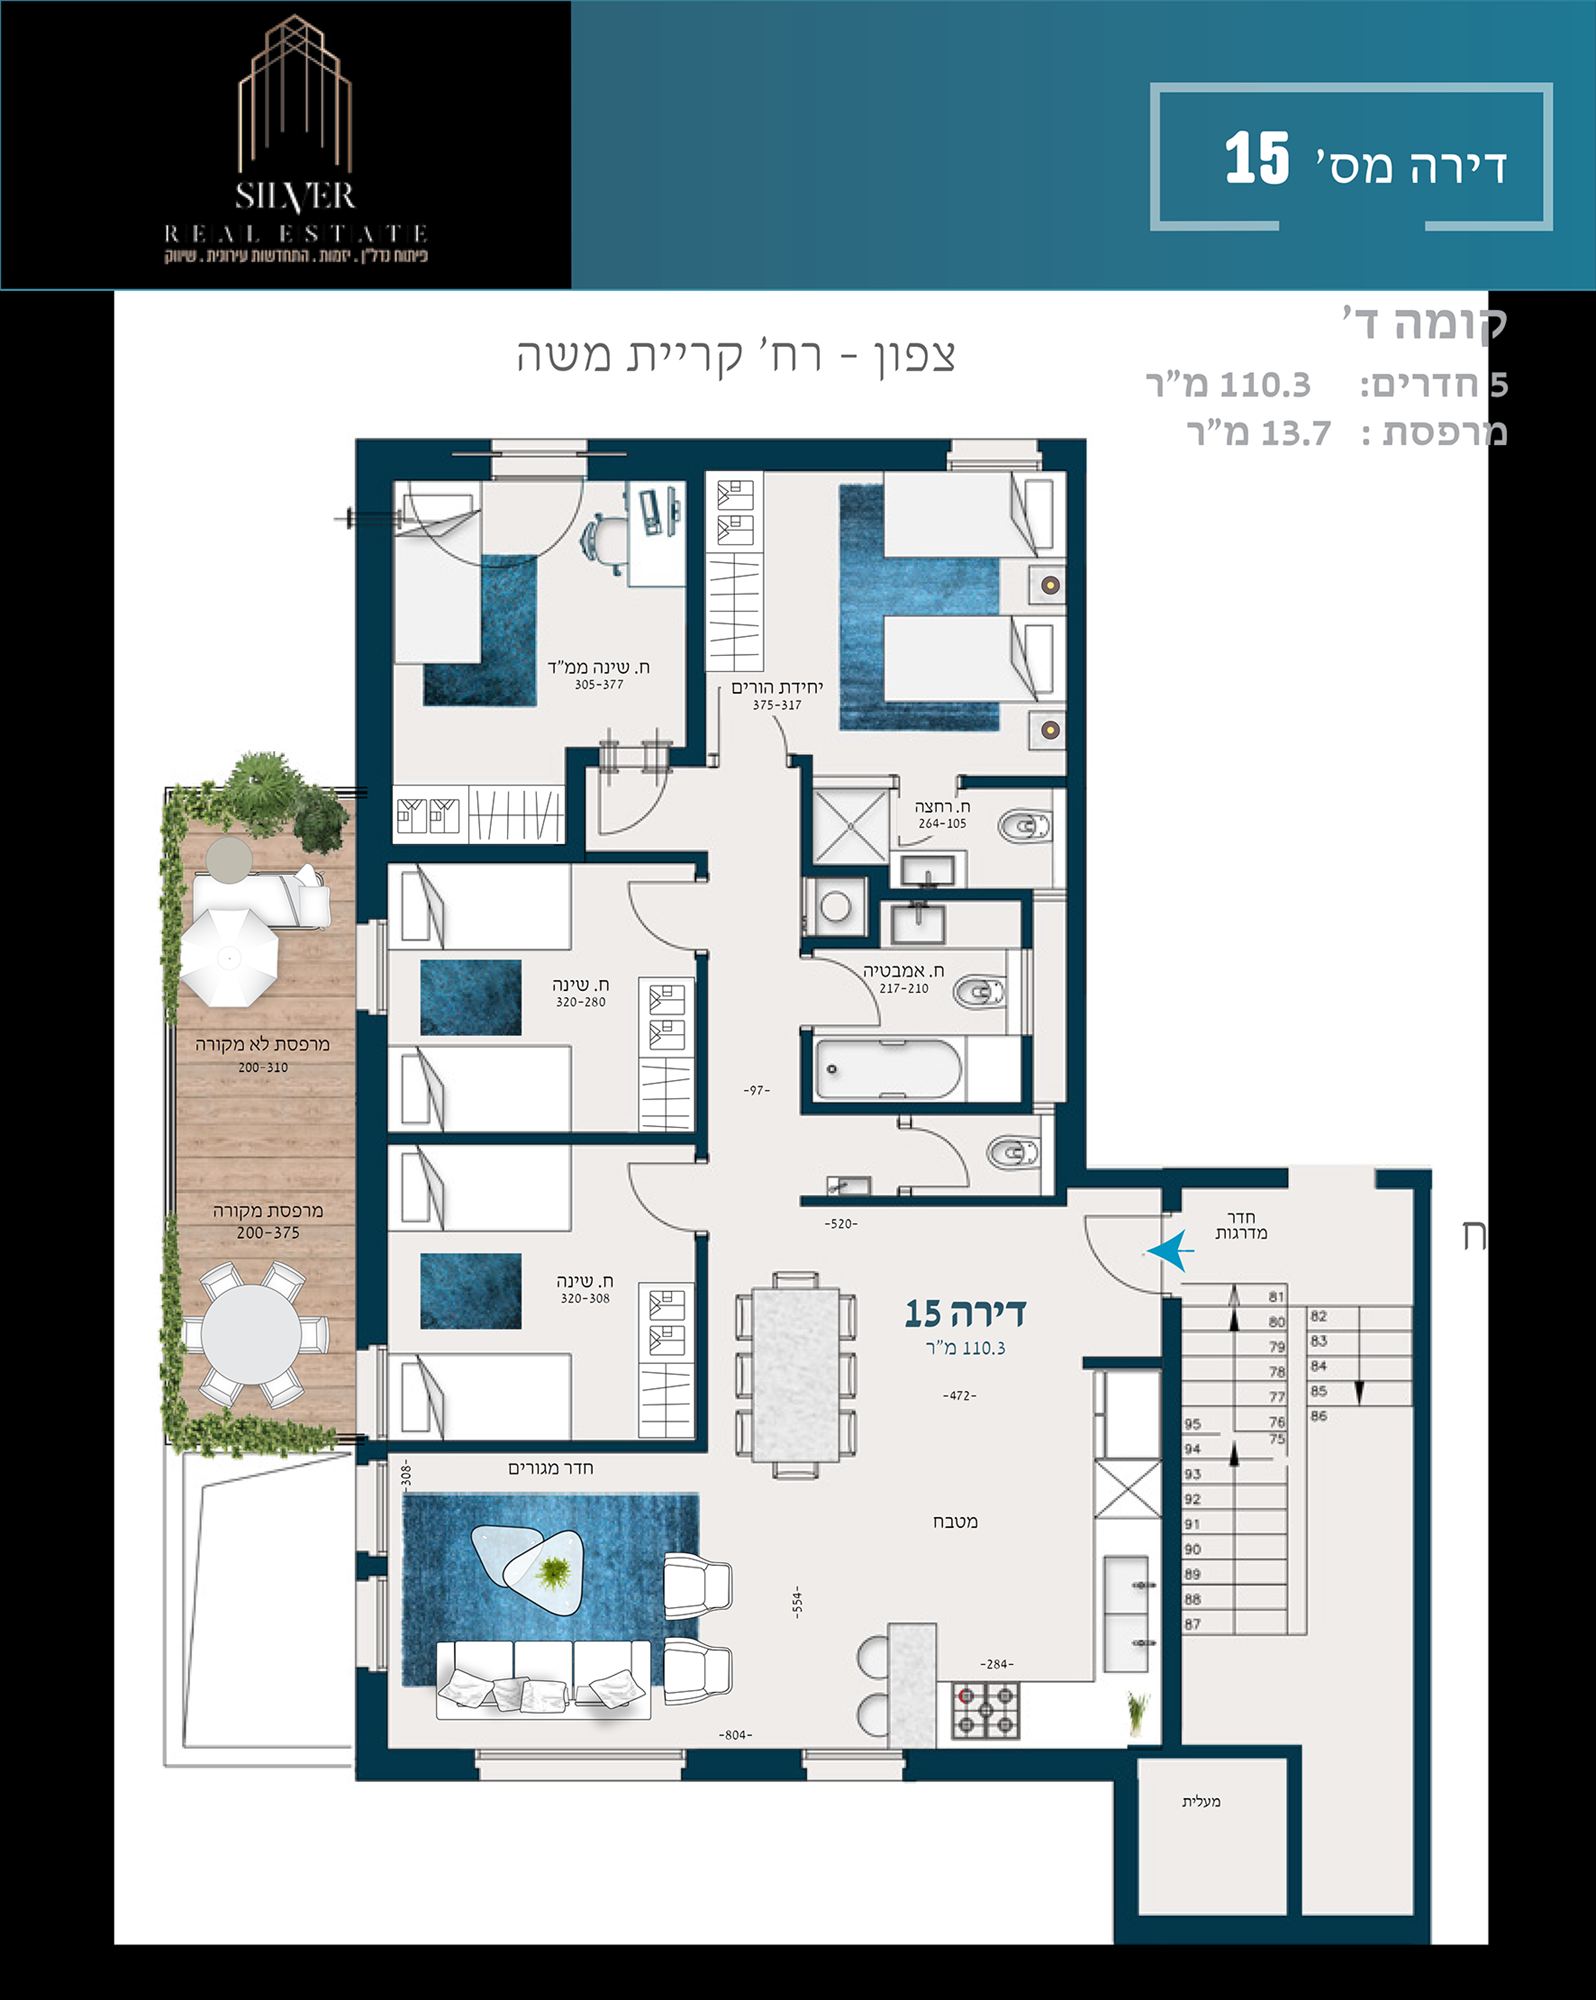 SILVER
REAL ESTATE
פיתוח נדל"ן . יזמות . התחדשות עירונית . שיווק
דירה מס' 15
קומה ד'
5 חדרים: 110.3 מ"ר
מרפסת : 13.7 מ"ר
צפון - רח' קריית משה
ח. שינה ממ"ד
305-377
יחידת הורים
375-317
ח. רחצה
264-105
ח. אמבטיה
217-210
ח. שינה
320-280
מרפסת לא מקורה
200-310
-97-
מרפסת מקורה
200-375
-520-
חדר
מדרגות
ח
ח. שינה
320-308
דירה 15
110.3 מ"ר
-472-
81
80
79
78
77
76
75
82
83
84
85
86
95
94
93
92
91
90
89
88
87
חדר מגורים
-308-
מטבח
-554-
-284-
-804-
מעלית